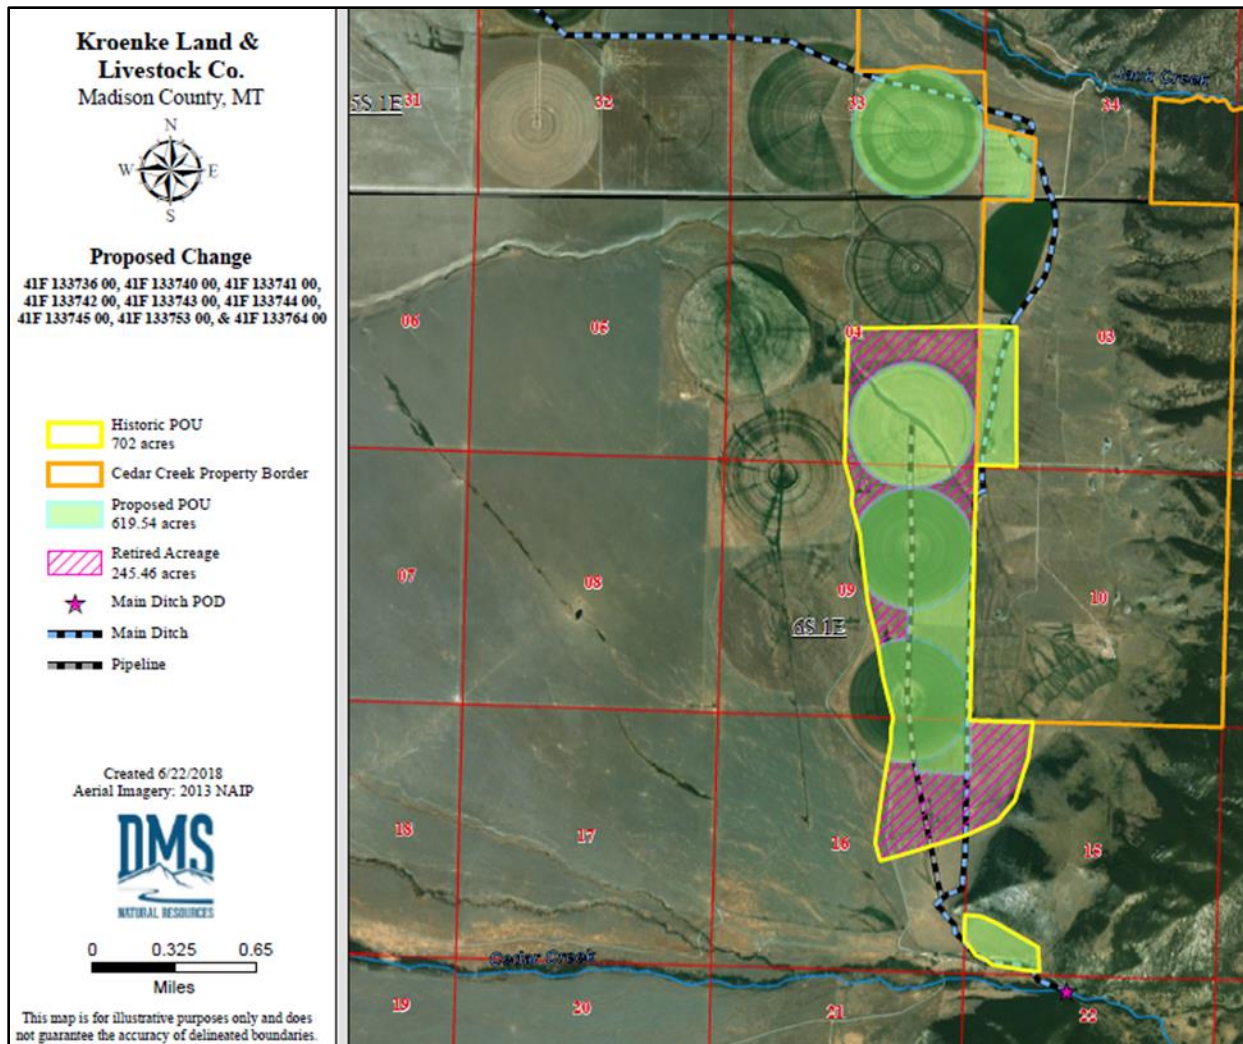 Kroenke Land &
Livestock Co.
Madison County, MT
N
W E
S
Proposed Change
41F 133736 00, 41F 133740 00, 41F 133741 00,
41F 133742 00, 41F 133743 00, 41F 133744 00,
41F 133745 00, 41F 133753 00, & 41F 133764 00
Historic POU
702 acres
Cedar Creek Property Border
Proposed POU
619.54 acres
Retired Acreage
245.46 acres
Main Ditch POD
Main Ditch
Pipeline
Created 6/22/2018
Aerial Imagery: 2013 NAIP
DMS
NATURAL RESOURCES
0 0.325 0.65
Miles
This map is for illustrative purposes only and does
not guarantee the accuracy of delineated boundaries.
Jack Creek
5S 1E 31 32 33 34
06 05 04 03
07 08 09 10
6S 1E
18 17 16 15
Cedar Creek
19 20 21 22